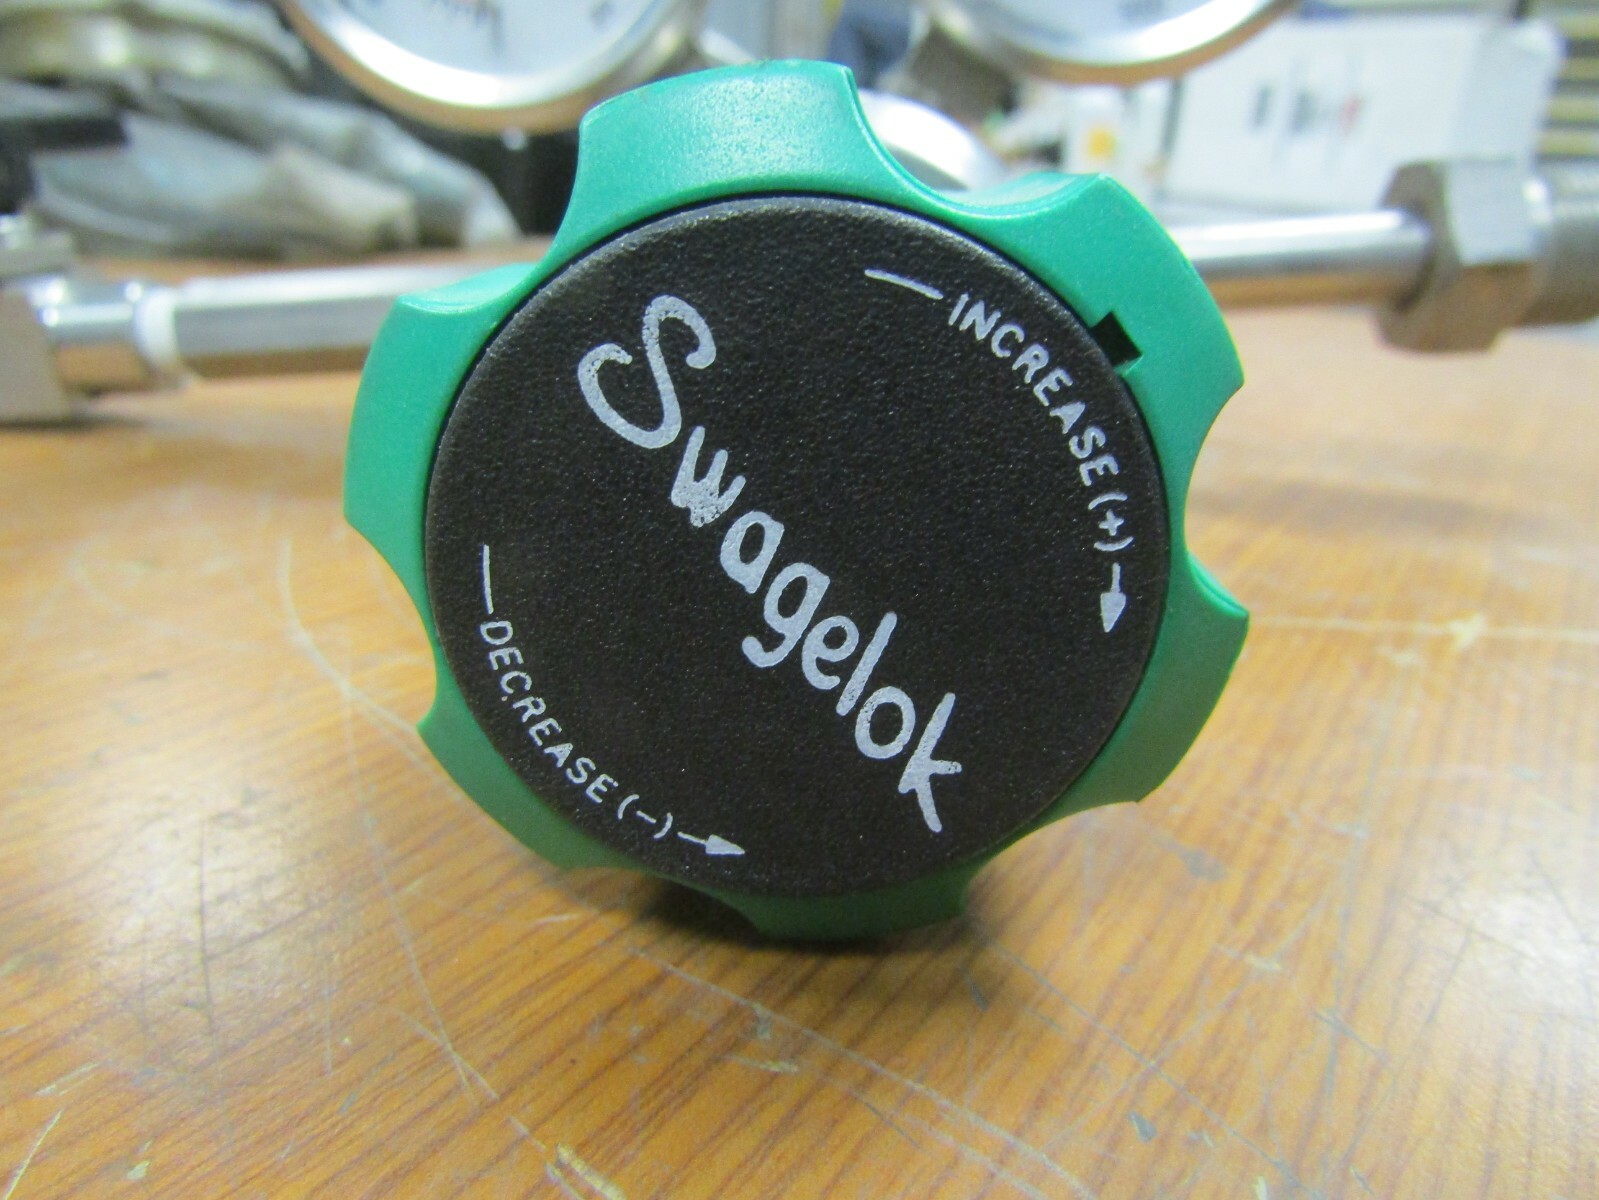 Swagelok
INCREASE (+)
DECREASE (-)